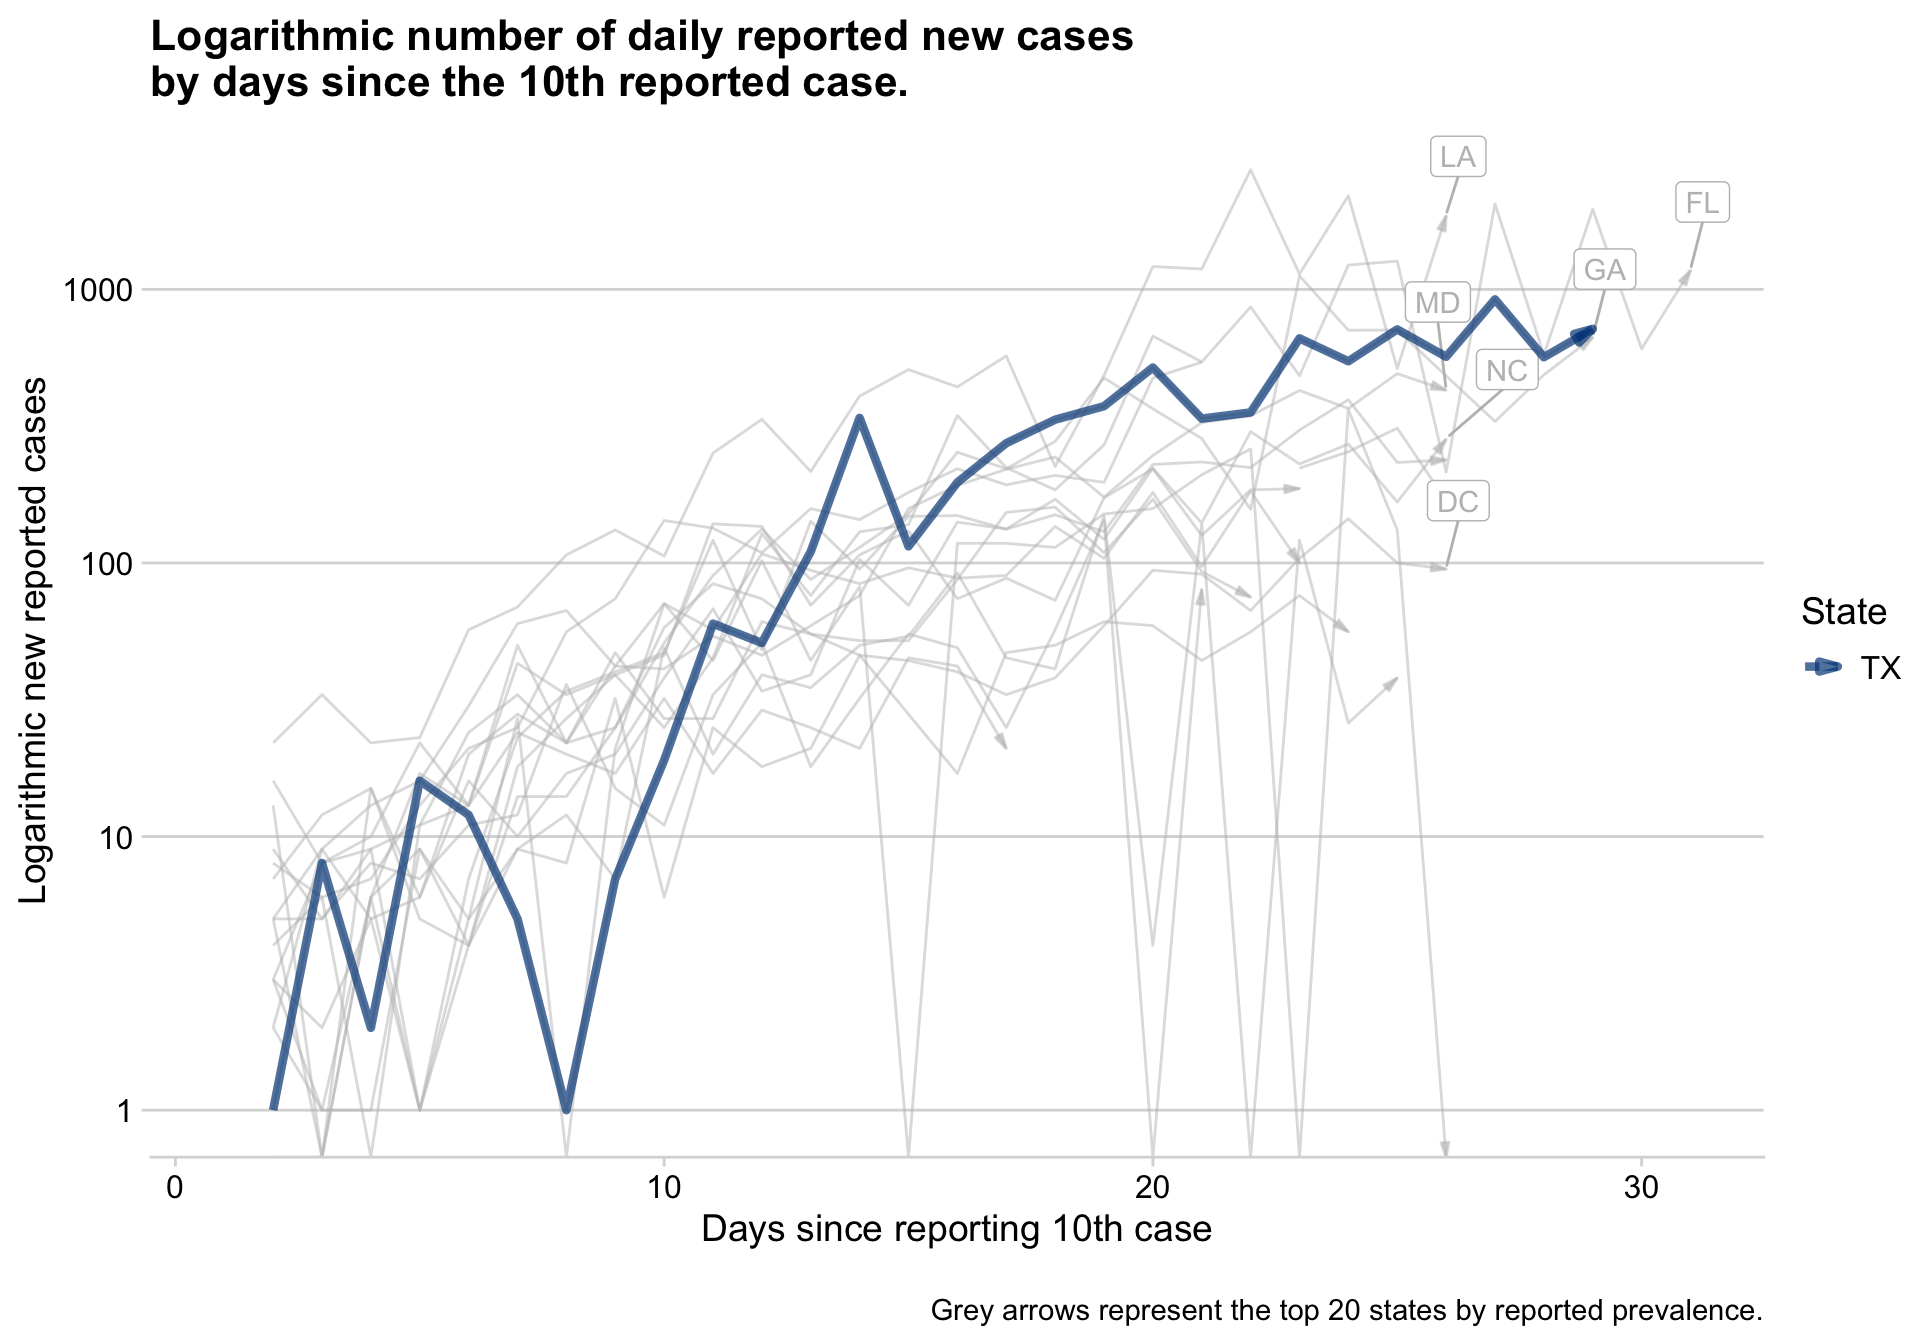 Logarithmic number of daily reported new cases
by days since the 10th reported case.
LA
FL
GA
MD
NC
DC
1000
100
10
1
Logarithmic new reported cases
0
10
20
30
Days since reporting 10th case
State
TX
Grey arrows represent the top 20 states by reported prevalence.